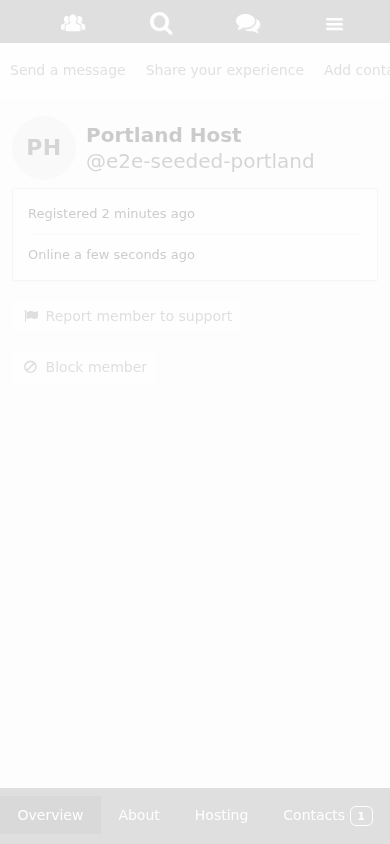 Send a message Share your experience Add conta
PH
Portland Host
@e2e-seeded-portland
Registered 2 minutes ago
Online a few seconds ago
Report member to support
Block member
Overview About Hosting Contacts 1